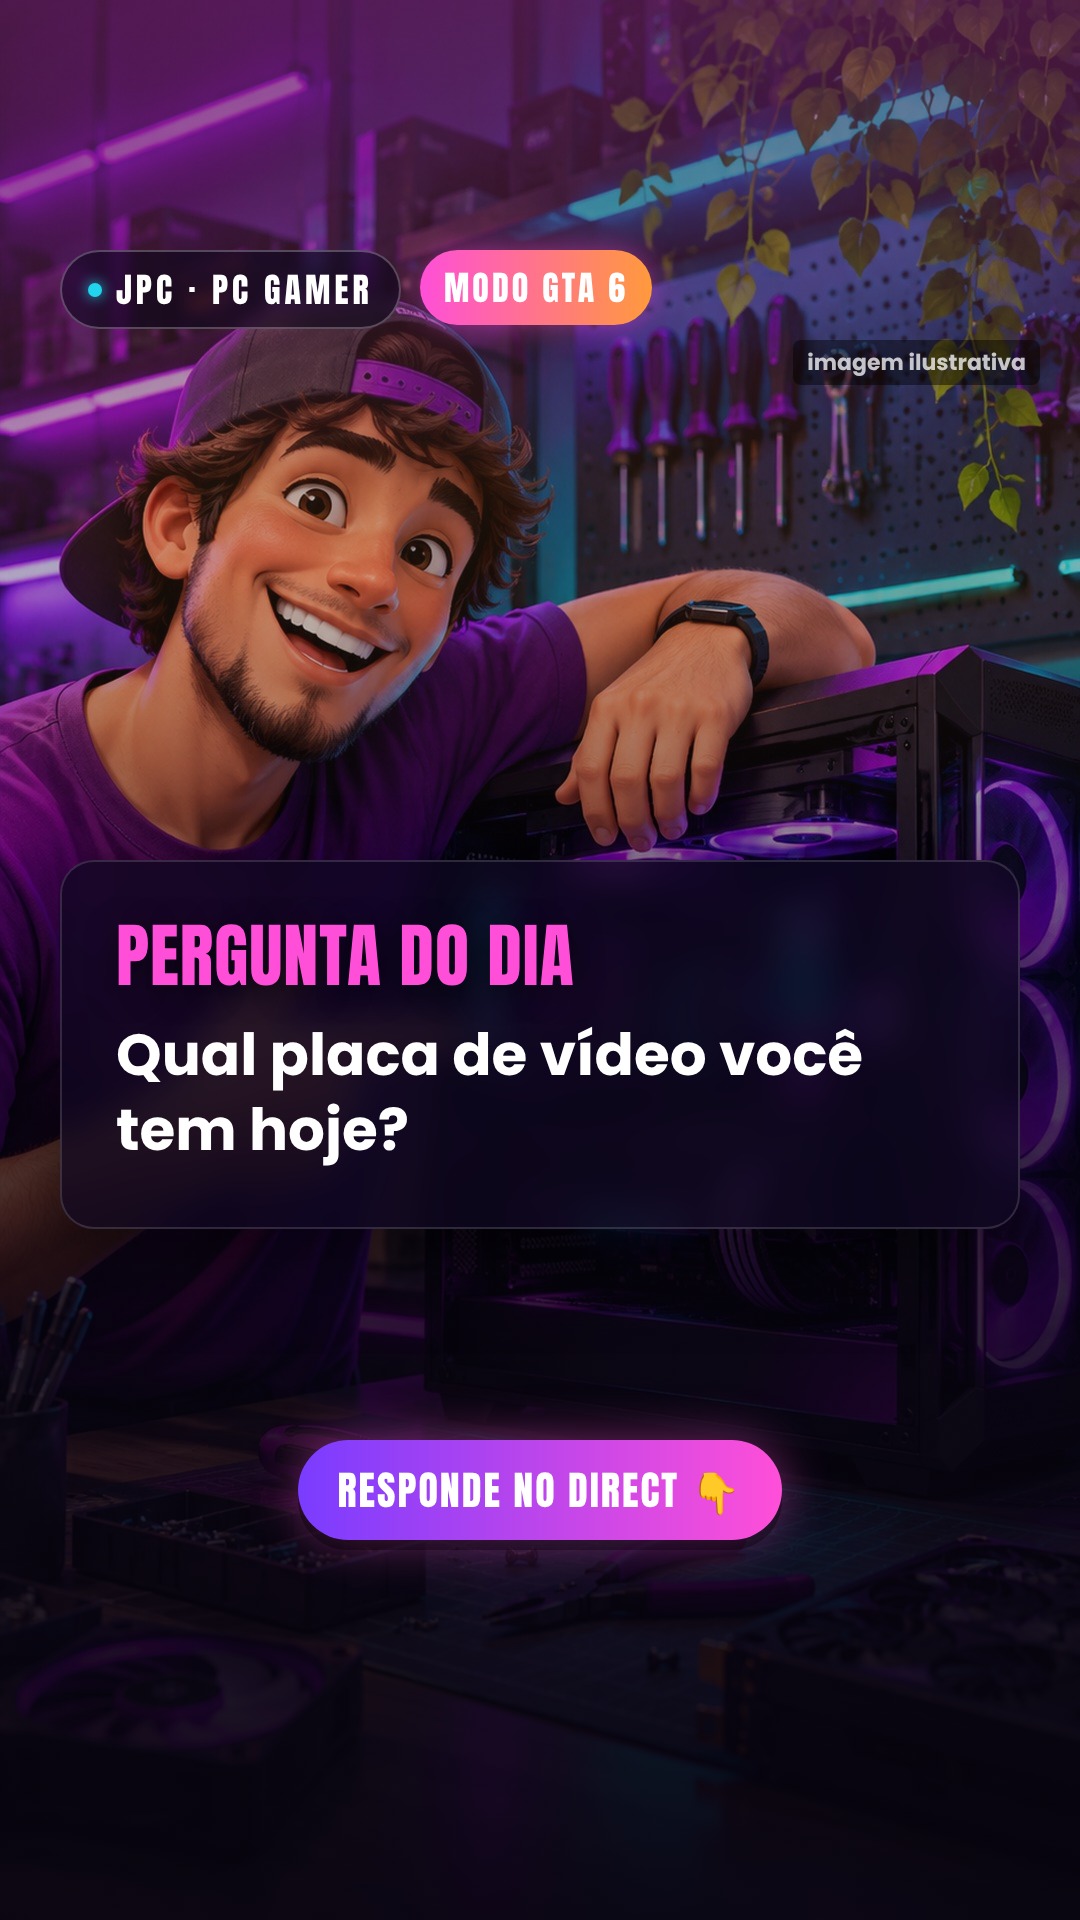 JPC · PC GAMER
MODO GTA 6
imagem ilustrativa
PERGUNTA DO DIA
Qual placa de vídeo você
tem hoje?
RESPONDE NO DIRECT 👇